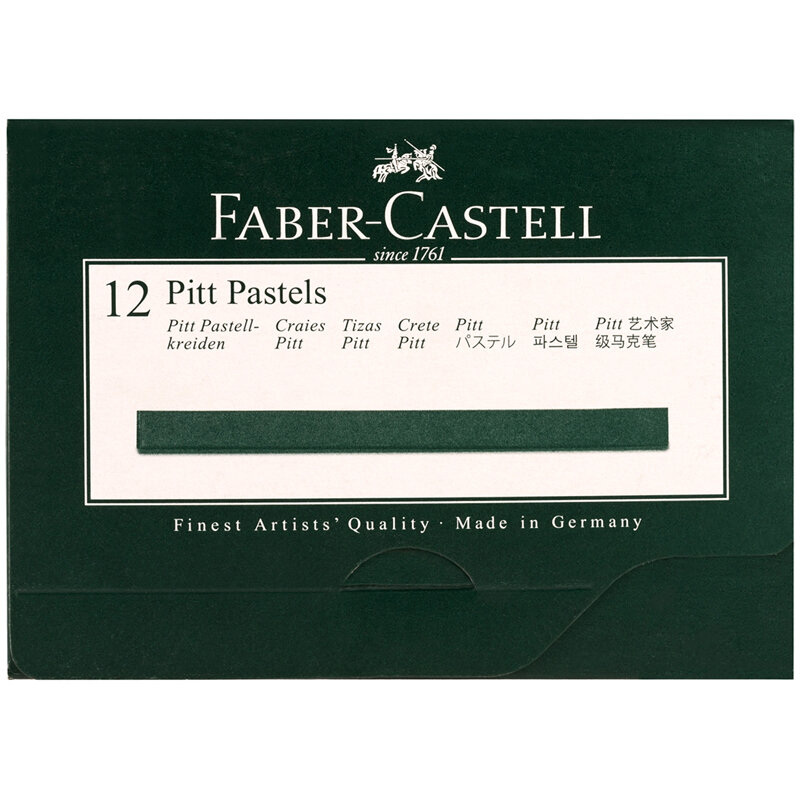 FABER-CASTELL
since 1761
12 Pitt Pastels
Pitt Pastell-kreiden
Craies Pitt
Tizas Pitt
Crete Pitt
Pitt パステル
Pitt 파스텔
Pitt 艺术家级马克笔
Finest Artists' Quality · Made in Germany